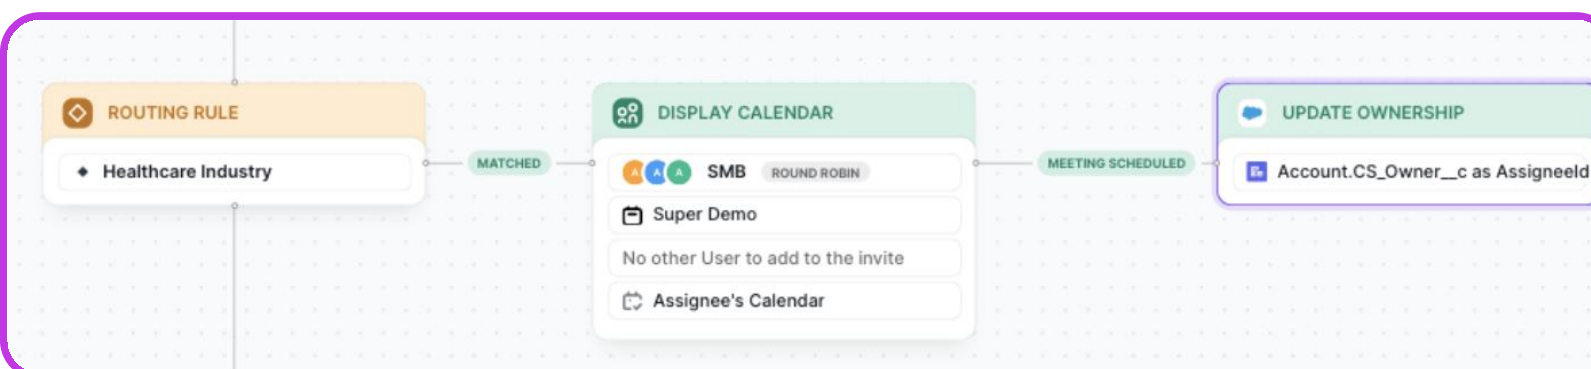 ROUTING RULE
Healthcare Industry
MATCHED
DISPLAY CALENDAR
A A A SMB ROUND ROBIN
Super Demo
No other User to add to the invite
Assignee's Calendar
MEETING SCHEDULED
UPDATE OWNERSHIP
Account.CS_Owner__c as AssigneeId